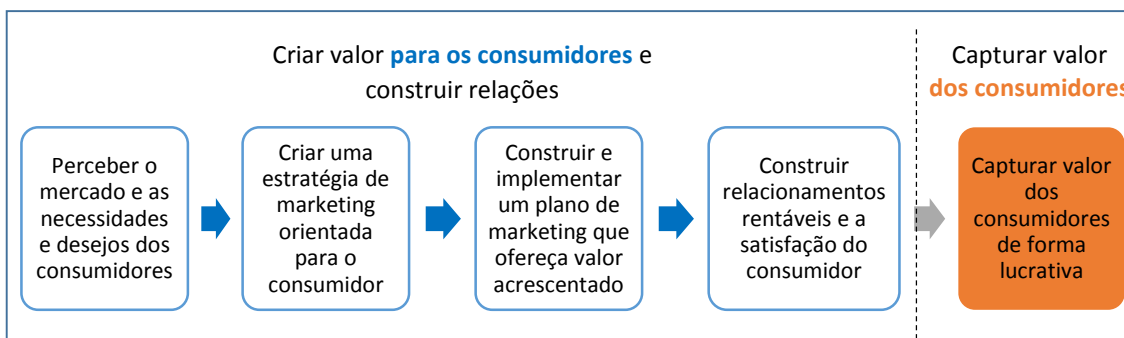 Criar valor para os consumidores e
construir relações
Capturar valor
dos consumidores
Perceber o
mercado e as
necessidades
e desejos dos
consumidores
Criar uma
estratégia de
marketing
orientada
para o
consumidor
Construir e
implementar
um plano de
marketing que
ofereça valor
acrescentado
Construir
relacionamentos
rentáveis e a
satisfação do
consumidor
Capturar valor
dos
consumidores
de forma
lucrativa